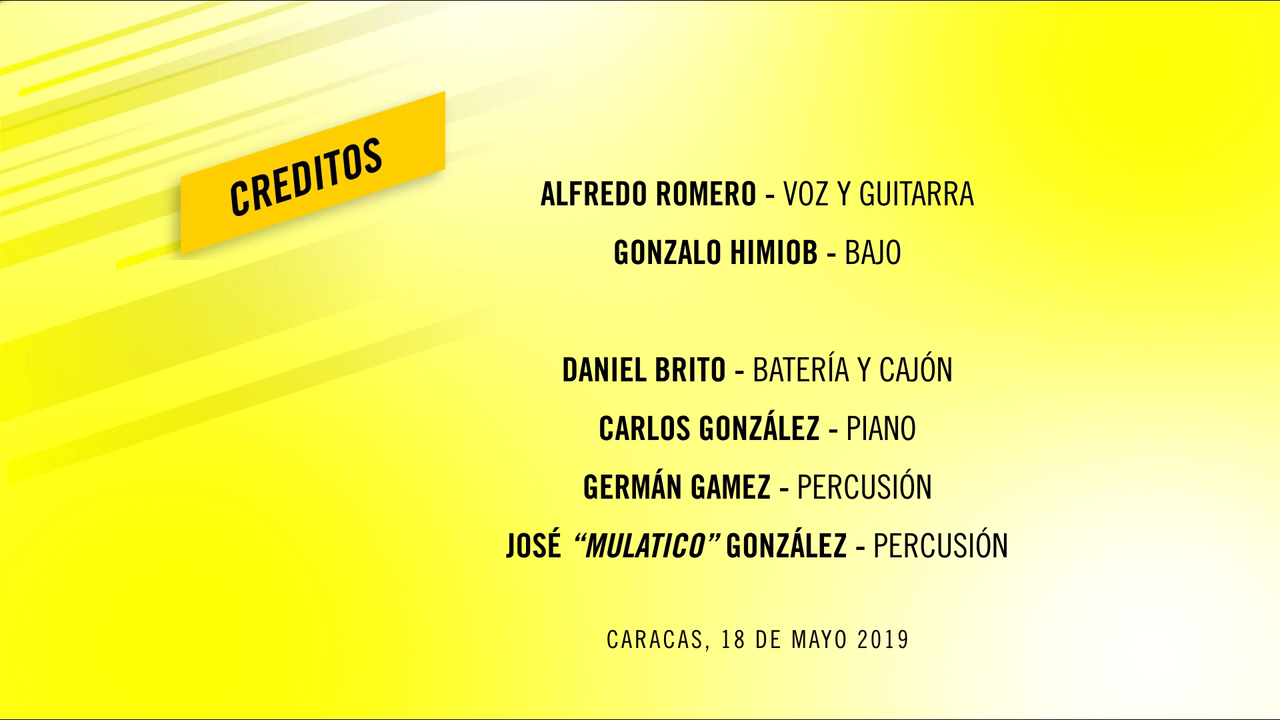 CREDITOS
ALFREDO ROMERO - VOZ Y GUITARRA
GONZALO HIMIOB - BAJO
DANIEL BRITO - BATERÍA Y CAJÓN
CARLOS GONZÁLEZ - PIANO
GERMÁN GAMEZ - PERCUSIÓN
JOSÉ “MULATICO” GONZÁLEZ - PERCUSIÓN
CARACAS, 18 DE MAYO 2019